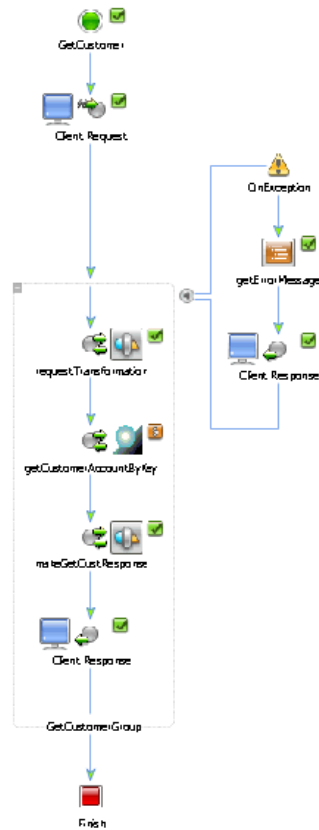 GetCustomer
Client Request
OnException
getErrorMessage
Client Response
requestTransformation
getCustomerAccountByKey
makeGetCustResponse
Client Response
GetCustomerGroup
Finish